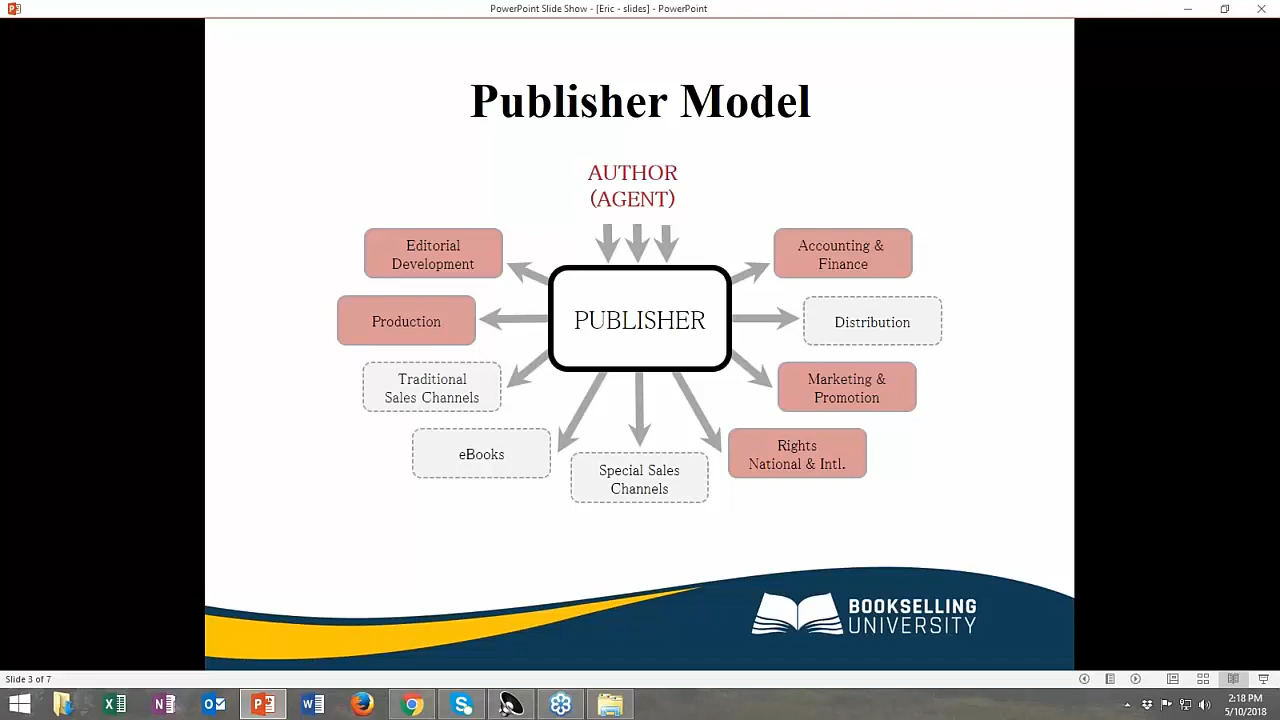 PowerPoint Slide Show - [Eric - slides] - PowerPoint
Publisher Model
AUTHOR
(AGENT)
Editorial
Development
Accounting &
Finance
Production
PUBLISHER
Distribution
Traditional
Sales Channels
Marketing &
Promotion
eBooks
Special Sales
Channels
Rights
National & Intl.
BOOKSELLING
UNIVERSITY
Slide 3 of 7
2:18 PM
5/10/2018